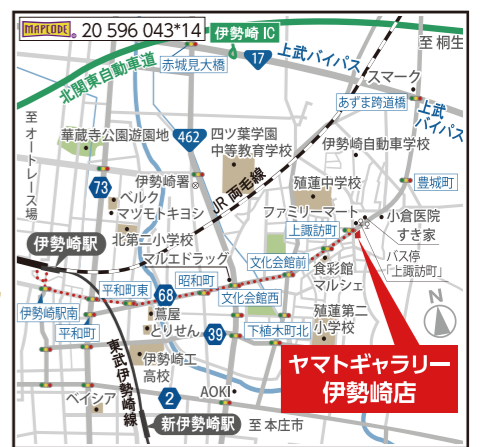 MAPCODE® 20 596 043*14
伊勢崎IC
至 桐生
北関東自動車道
赤城見大橋
17
上武バイパス
スマーク
あずま跨道橋
上武
バイパス
至 オートレース場
華蔵寺公園遊園地
462
四ツ葉学園
中等教育学校
伊勢崎自動車学校
伊勢崎署
JR 両毛線
殖蓮中学校
豊城町
73
ベルク
マツモトキヨシ
ファミリーマート
小倉医院
上諏訪町
すき家
伊勢崎駅
北第二小学校
マルエドラッグ
文化会館前
バス停
「上諏訪町」
昭和町
食彩館
マルシェ
平和町東
68
文化会館西
伊勢崎駅南
蔦屋
平和町
とりせん
39
下植木町北
殖蓮第二
小学校
N
東武伊勢崎線
伊勢崎工
高校
ヤマトギャラリー
伊勢崎店
ベイシア
2
AOKI
新伊勢崎駅
至 本庄市